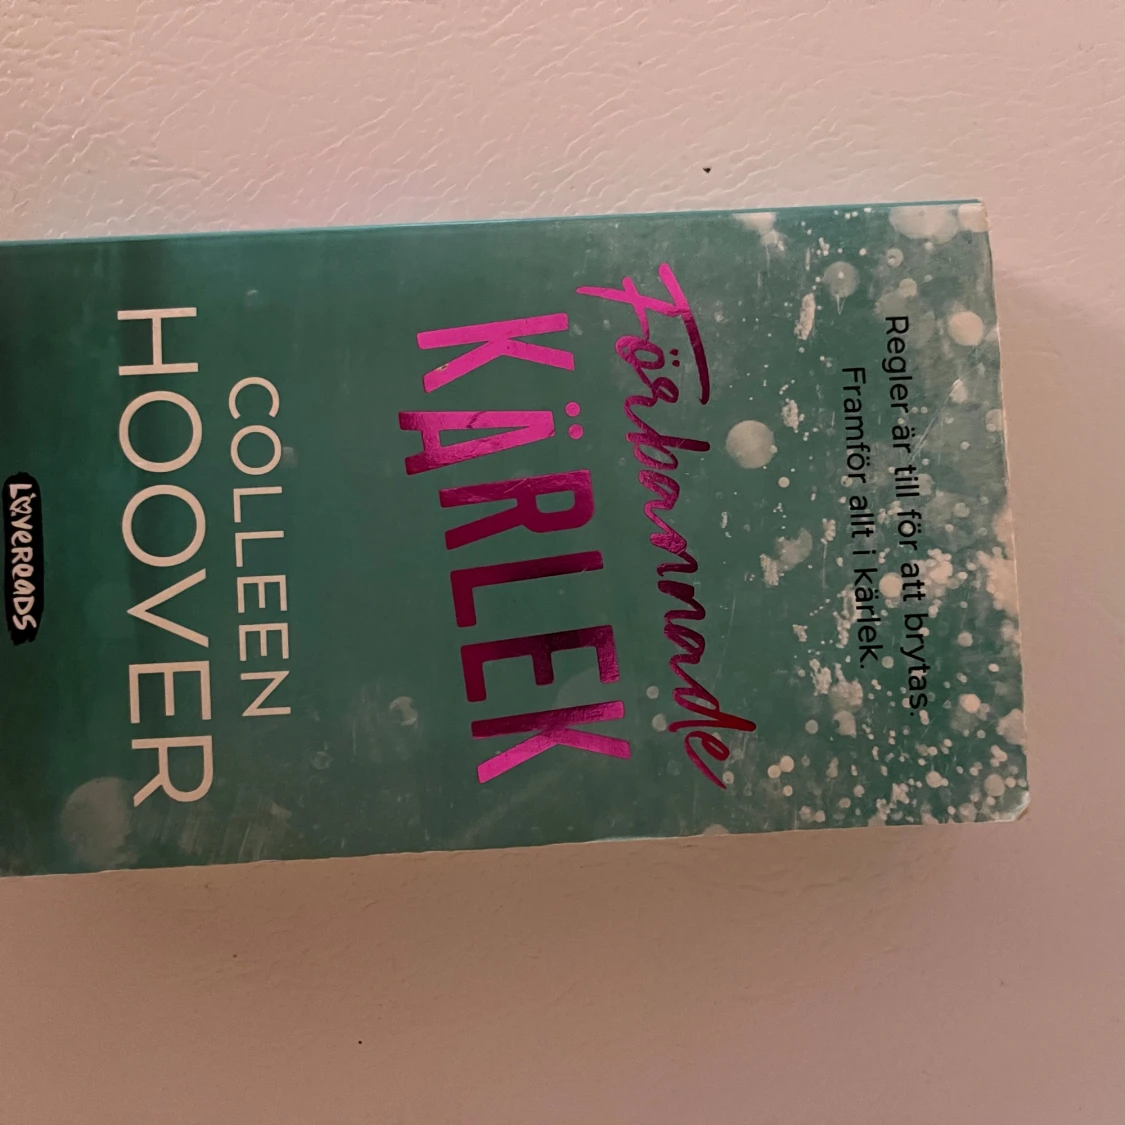 Regler är till för att brytas.
Framför allt i kärlek.
Förbannade
KÄRLEK
COLLEEN
HOOVER
LOVEREADS